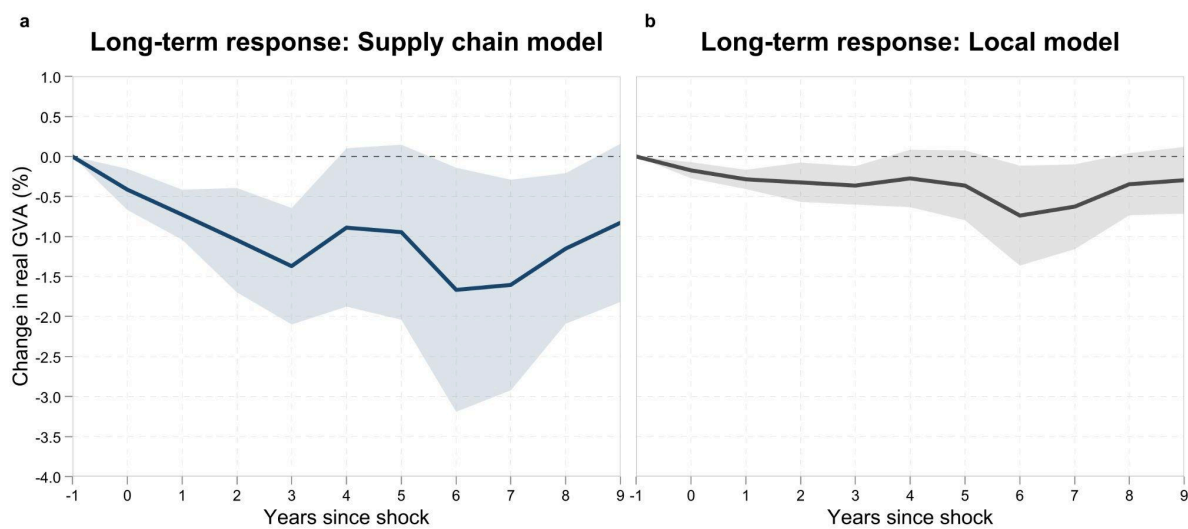 a
Long-term response: Supply chain model
b
Long-term response: Local model
Change in real GVA (%)
1.0
0.5
0.0
-0.5
-1.0
-1.5
-2.0
-2.5
-3.0
-3.5
-4.0
-1 0 1 2 3 4 5 6 7 8 9
-1 0 1 2 3 4 5 6 7 8 9
Years since shock
Years since shock